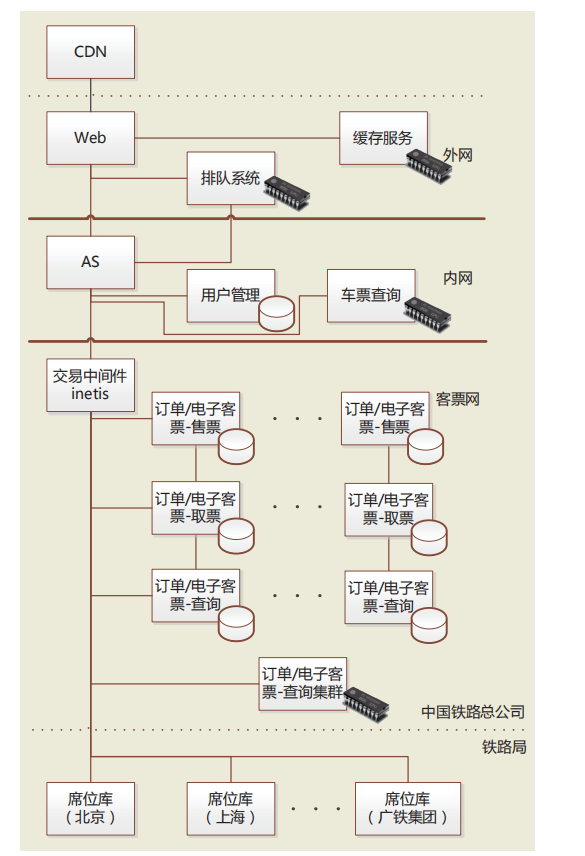 CDN
Web
缓存服务
外网
排队系统
AS
内网
用户管理
车票查询
交易中间件
inetis
客票网
订单/电子客
票-售票
· · ·
订单/电子客
票-售票
订单/电子客
票-取票
· · ·
订单/电子客
票-取票
订单/电子客
票-查询
· · ·
订单/电子客
票-查询
订单/电子客
票-查询集群
中国铁路总公司
铁路局
席位库
（北京）
席位库
（上海）
· · ·
席位库
（广铁集团）